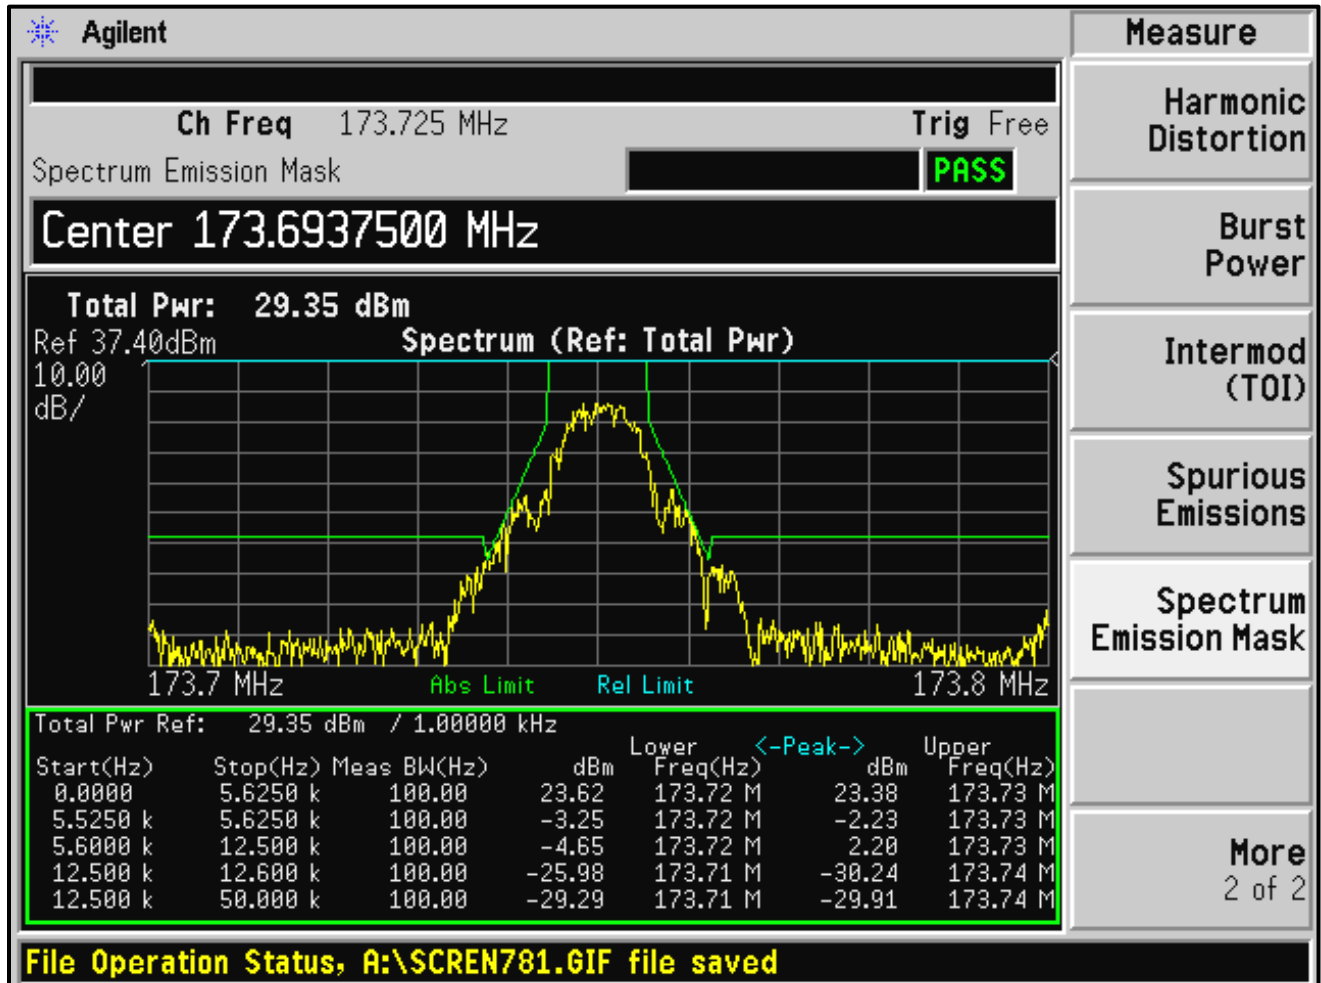 Agilent
Measure
Ch Freq 173.725 MHz Trig Free
Spectrum Emission Mask PASS
Center 173.6937500 MHz
Total Pwr: 29.35 dBm
Ref 37.40dBm Spectrum (Ref: Total Pwr)
10.00
dB/
173.7 MHz Abs Limit Rel Limit 173.8 MHz
Total Pwr Ref: 29.35 dBm / 1.00000 kHz
Lower <-Peak-> Upper
Start(Hz) Stop(Hz) Meas BW(Hz) dBm Freq(Hz) dBm Freq(Hz)
0.0000 5.6250 k 100.00 23.62 173.72 M 23.38 173.73 M
5.5250 k 5.6250 k 100.00 -3.25 173.72 M -2.23 173.73 M
5.6000 k 12.500 k 100.00 -4.65 173.72 M 2.20 173.73 M
12.500 k 12.600 k 100.00 -25.98 173.71 M -30.24 173.74 M
12.500 k 50.000 k 100.00 -29.29 173.71 M -29.91 173.74 M
Harmonic
Distortion
Burst
Power
Intermod
(TOI)
Spurious
Emissions
Spectrum
Emission Mask
More
2 of 2
File Operation Status, A:\SCREN781.GIF file saved